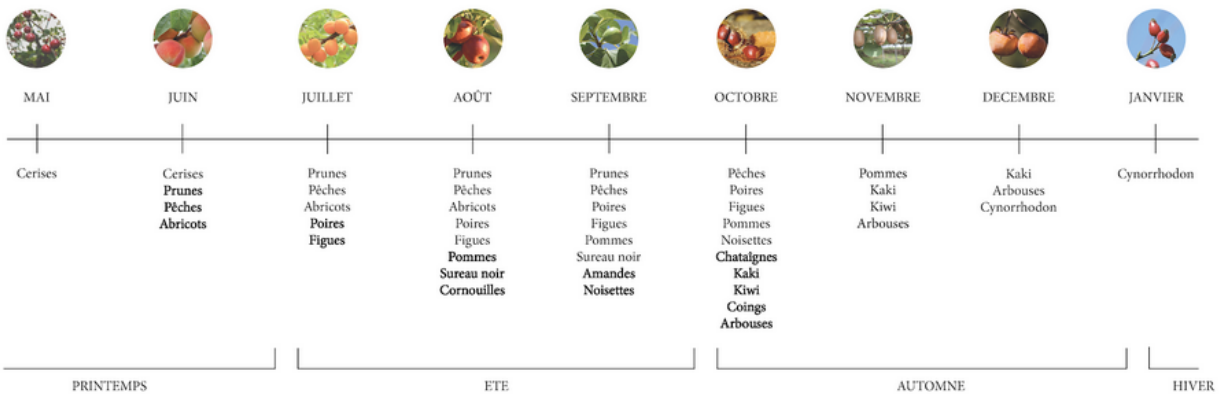 MAI
JUIN
JUILLET
AOÛT
SEPTEMBRE
OCTOBRE
NOVEMBRE
DECEMBRE
JANVIER
Cerises
Cerises
Prunes
Pêches
Abricots
Prunes
Pêches
Abricots
Poires
Figues
Prunes
Pêches
Abricots
Poires
Figues
Pommes
Sureau noir
Cornouilles
Prunes
Pêches
Poires
Figues
Pommes
Sureau noir
Amandes
Noisettes
Pêches
Poires
Figues
Pommes
Noisettes
Chataîgnes
Kaki
Kiwi
Coings
Arbouses
Pommes
Kaki
Kiwi
Arbouses
Kaki
Arbouses
Cynorrhodon
Cynorrhodon
PRINTEMPS
ETE
AUTOMNE
HIVER